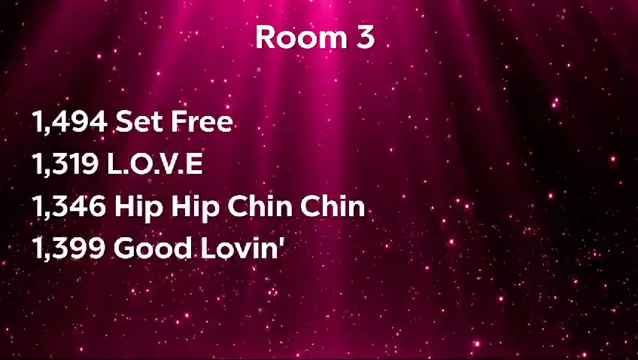 Room 3
1,494 Set Free
1,319 L.O.V.E
1,346 Hip Hip Chin Chin
1,399 Good Lovin'